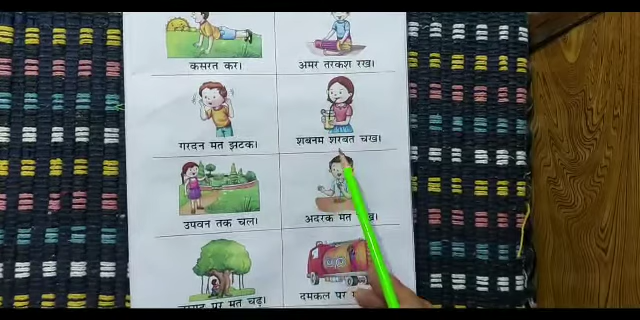 कसरत कर।
अमर तरकश रख।
गरदन मत झटक।
शबनम शरबत चख।
उपवन तक चल।
अदरक मत
पर मत चढ़।
दमकल पर